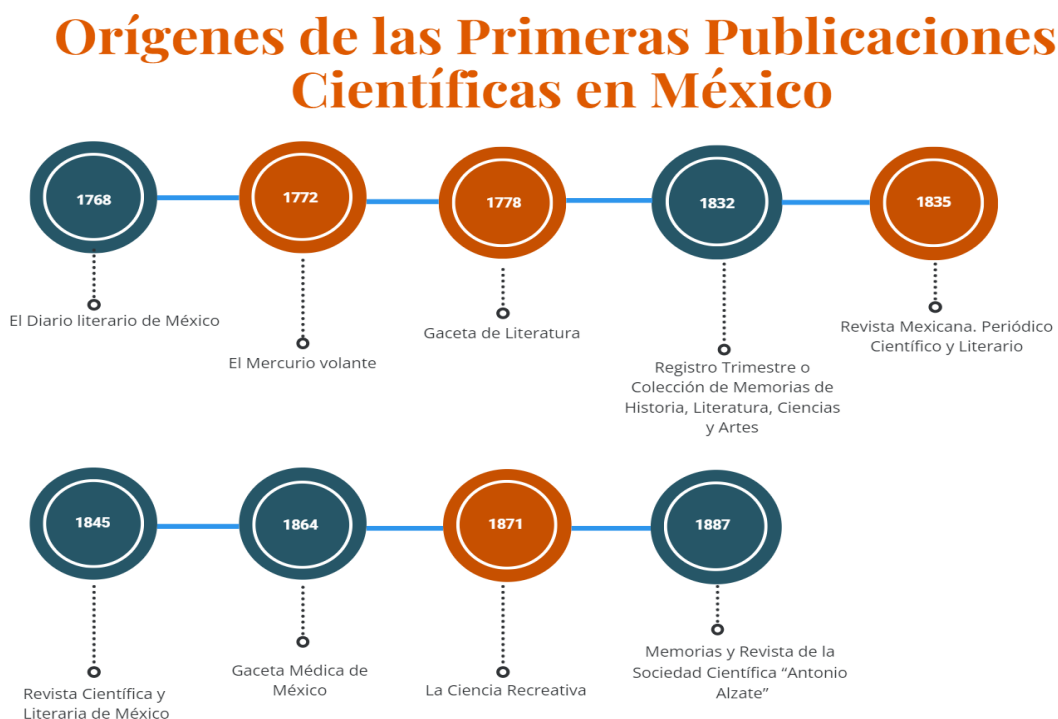 Orígenes de las Primeras Publicaciones
Científicas en México
1768
1772
1778
1832
1835
El Diario literario de México
El Mercurio volante
Gaceta de Literatura
Registro Trimestre o
Colección de Memorias de
Historia, Literatura, Ciencias
y Artes
Revista Mexicana. Periódico
Científico y Literario
1845
1864
1871
1887
Revista Científica y
Literaria de México
Gaceta Médica de
México
La Ciencia Recreativa
Memorias y Revista de la
Sociedad Científica “Antonio
Alzate”